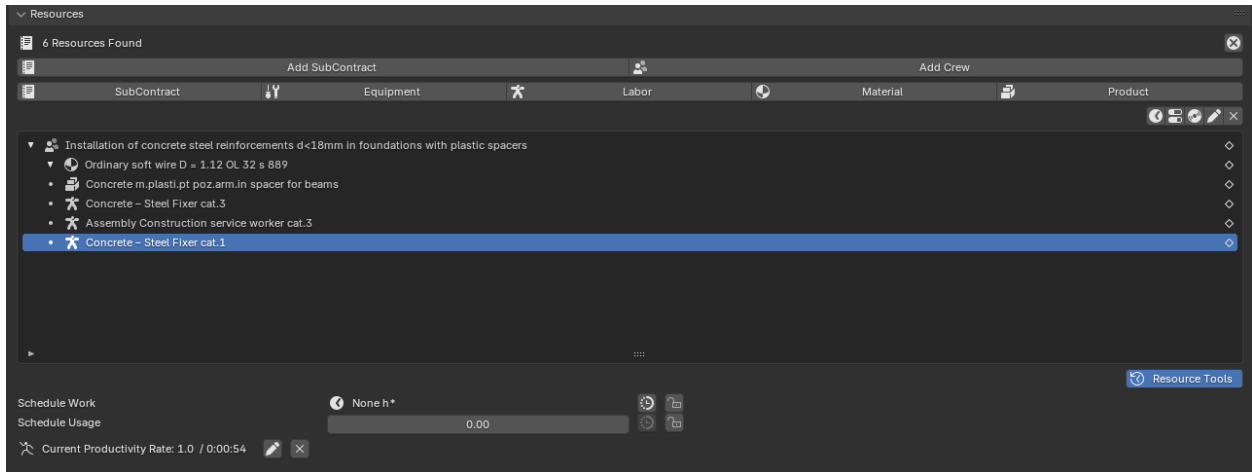 Resources
6 Resources Found
Add SubContract Add Crew
SubContract Equipment Labor Material Product
Installation of concrete steel reinforcements d<18mm in foundations with plastic spacers
Ordinary soft wire D = 1.12 OL 32 s 889
Concrete m.plasti.pt poz.arm.in spacer for beams
Concrete – Steel Fixer cat.3
Assembly Construction service worker cat.3
Concrete – Steel Fixer cat.1
Resource Tools
Schedule Work None h*
Schedule Usage 0.00
Current Productivity Rate: 1.0 / 0:00:54